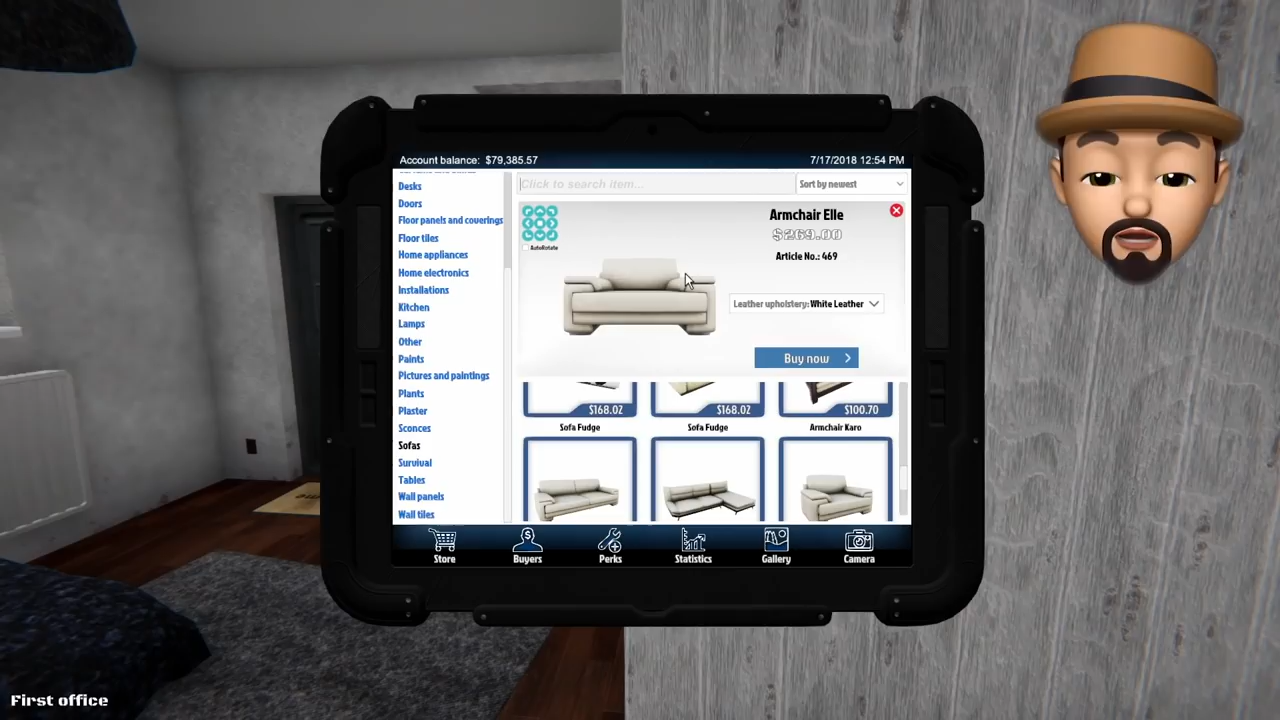 Account balance: $79,385.57
7/17/2018 12:54 PM
Desks
Doors
Floor panels and coverings
Floor tiles
Home appliances
Home electronics
Installations
Kitchen
Lamps
Other
Paints
Pictures and paintings
Plants
Plaster
Sconces
Sofas
Survival
Tables
Wall panels
Wall tiles
Click to search item...
Sort by newest
AutoRotate
Armchair Elle
$269.00
Article No.: 469
Leather upholstery: White Leather
Buy now
$168.02
$168.02
$100.70
Sofa Fudge
Sofa Fudge
Armchair Karo
Store
Buyers
Perks
Statistics
Gallery
Camera
First office